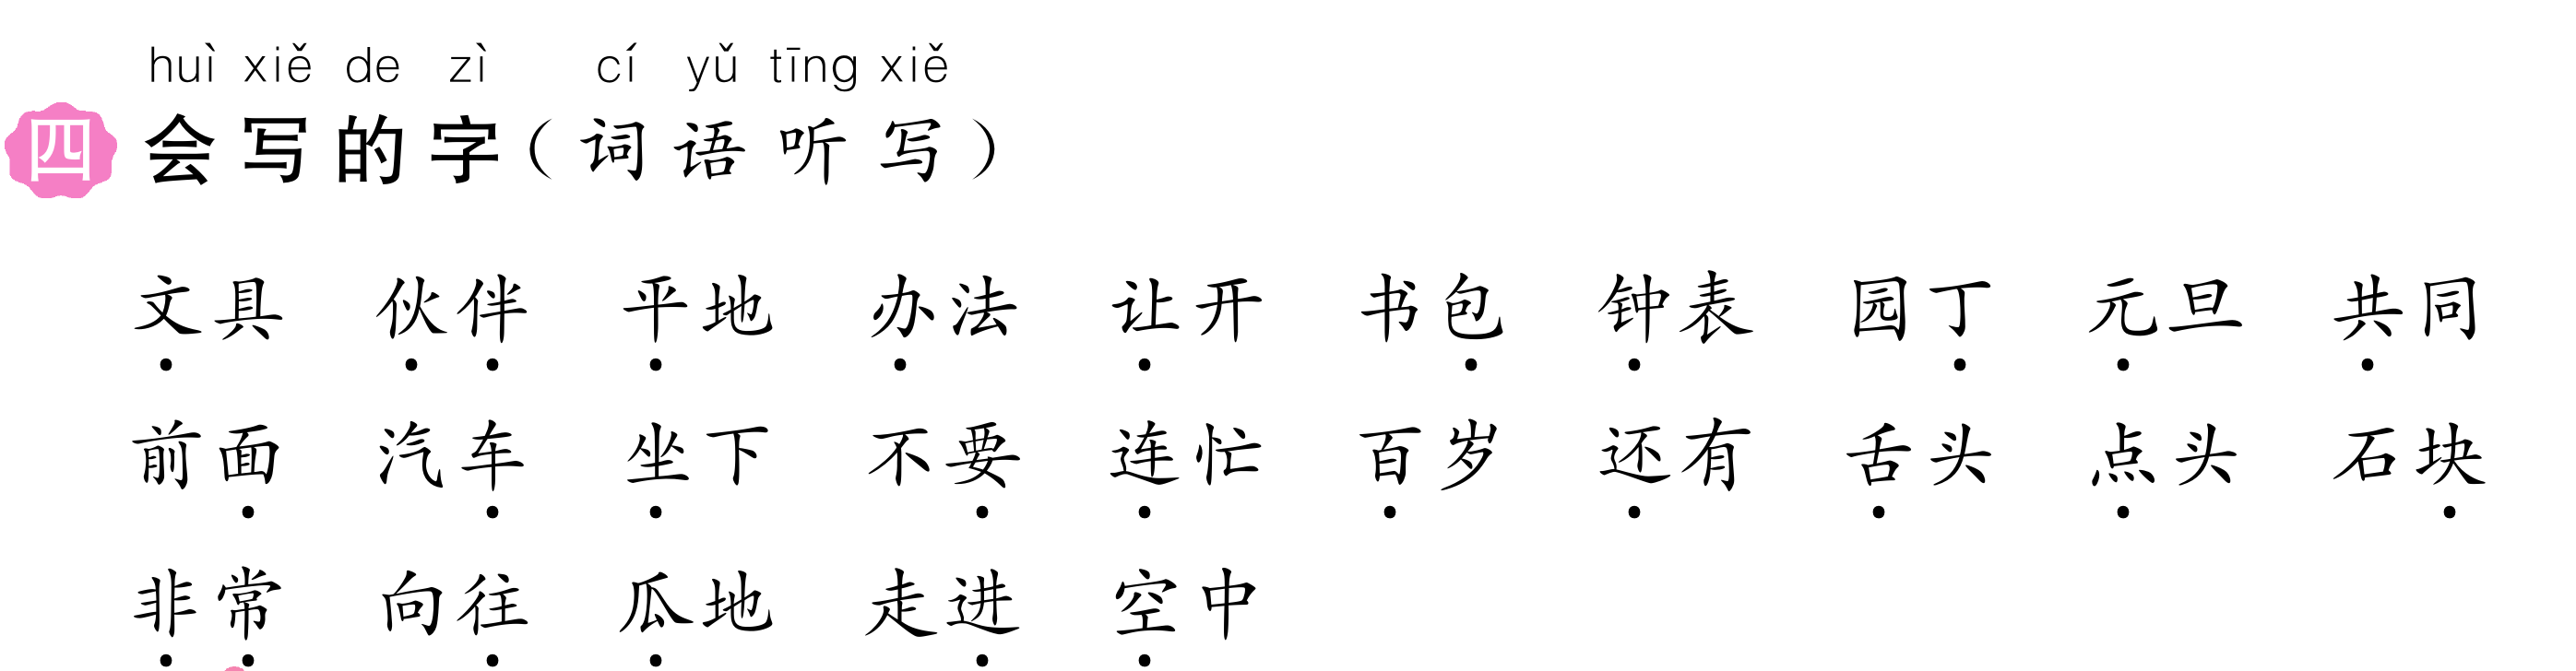 huì xiě de zì cí yǔ tīng xiě
四 会写的字（词语听写）
文具 伙伴 平地 办法 让开 书包 钟表 园丁 元旦 共同
前面 汽车 坐下 不要 连忙 百岁 还有 舌头 点头 石块
非常 向往 瓜地 走进 空中